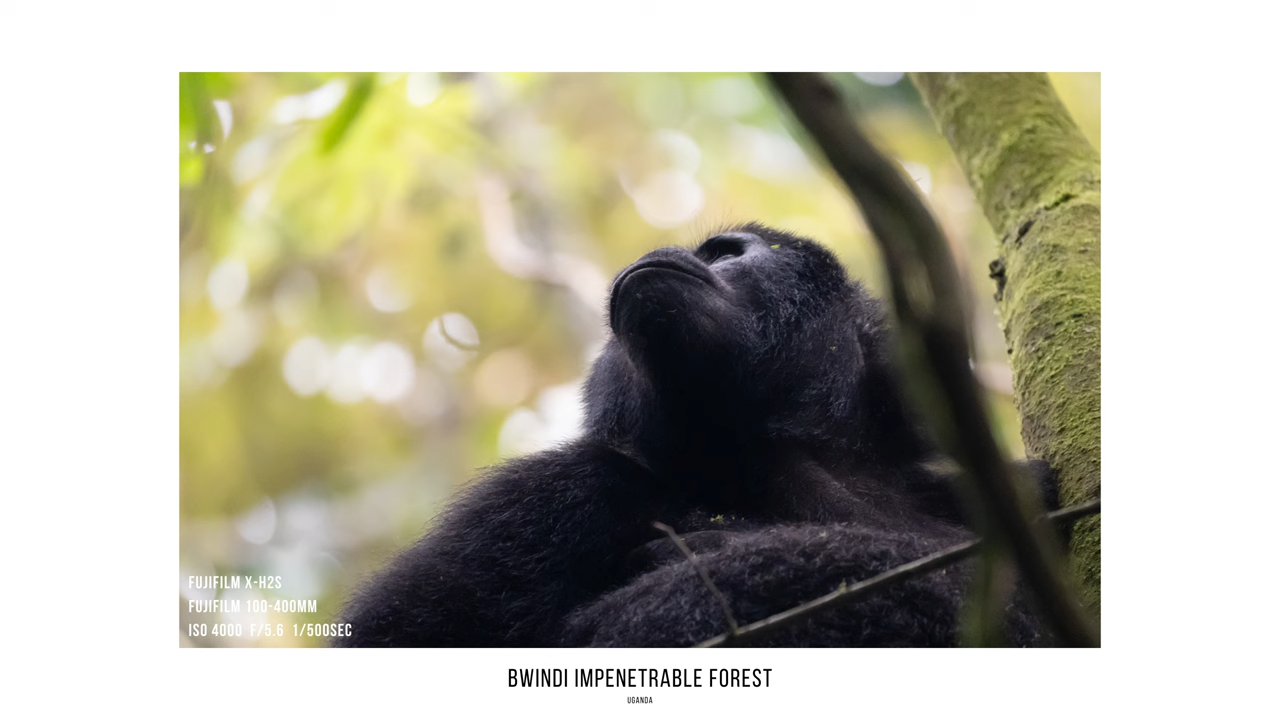 FUJIFILM X-H2S
FUJIFILM 100-400MM
ISO 4000 F/5.6 1/500SEC
BWINDI IMPENETRABLE FOREST
UGANDA